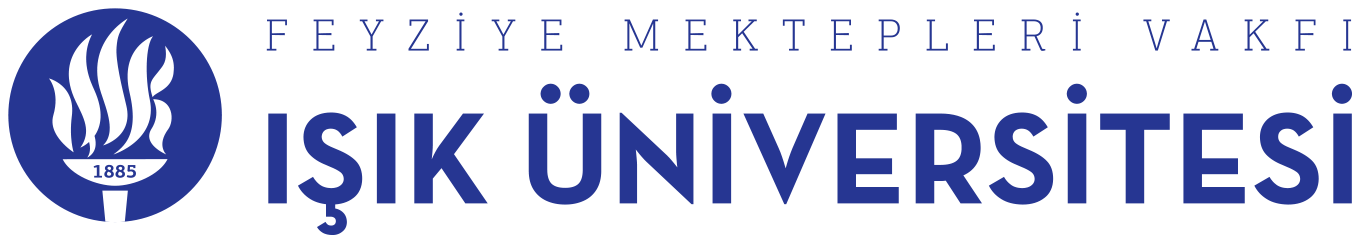 FEYZİYE MEKTEPLERİ VAKFI
IŞIK ÜNİVERSİTESİ
1885